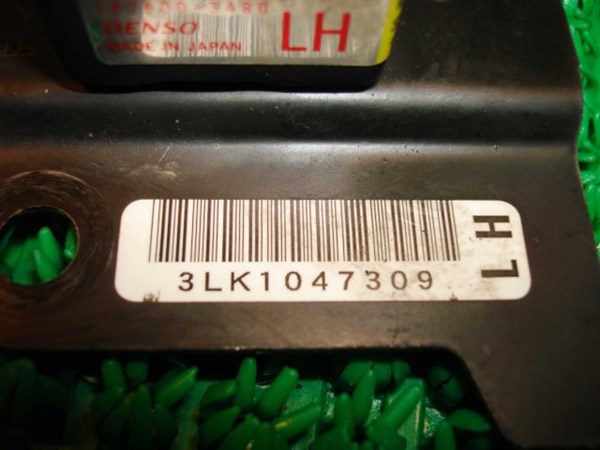 DENSO
MADE IN JAPAN
LH
3LK1047309
LH